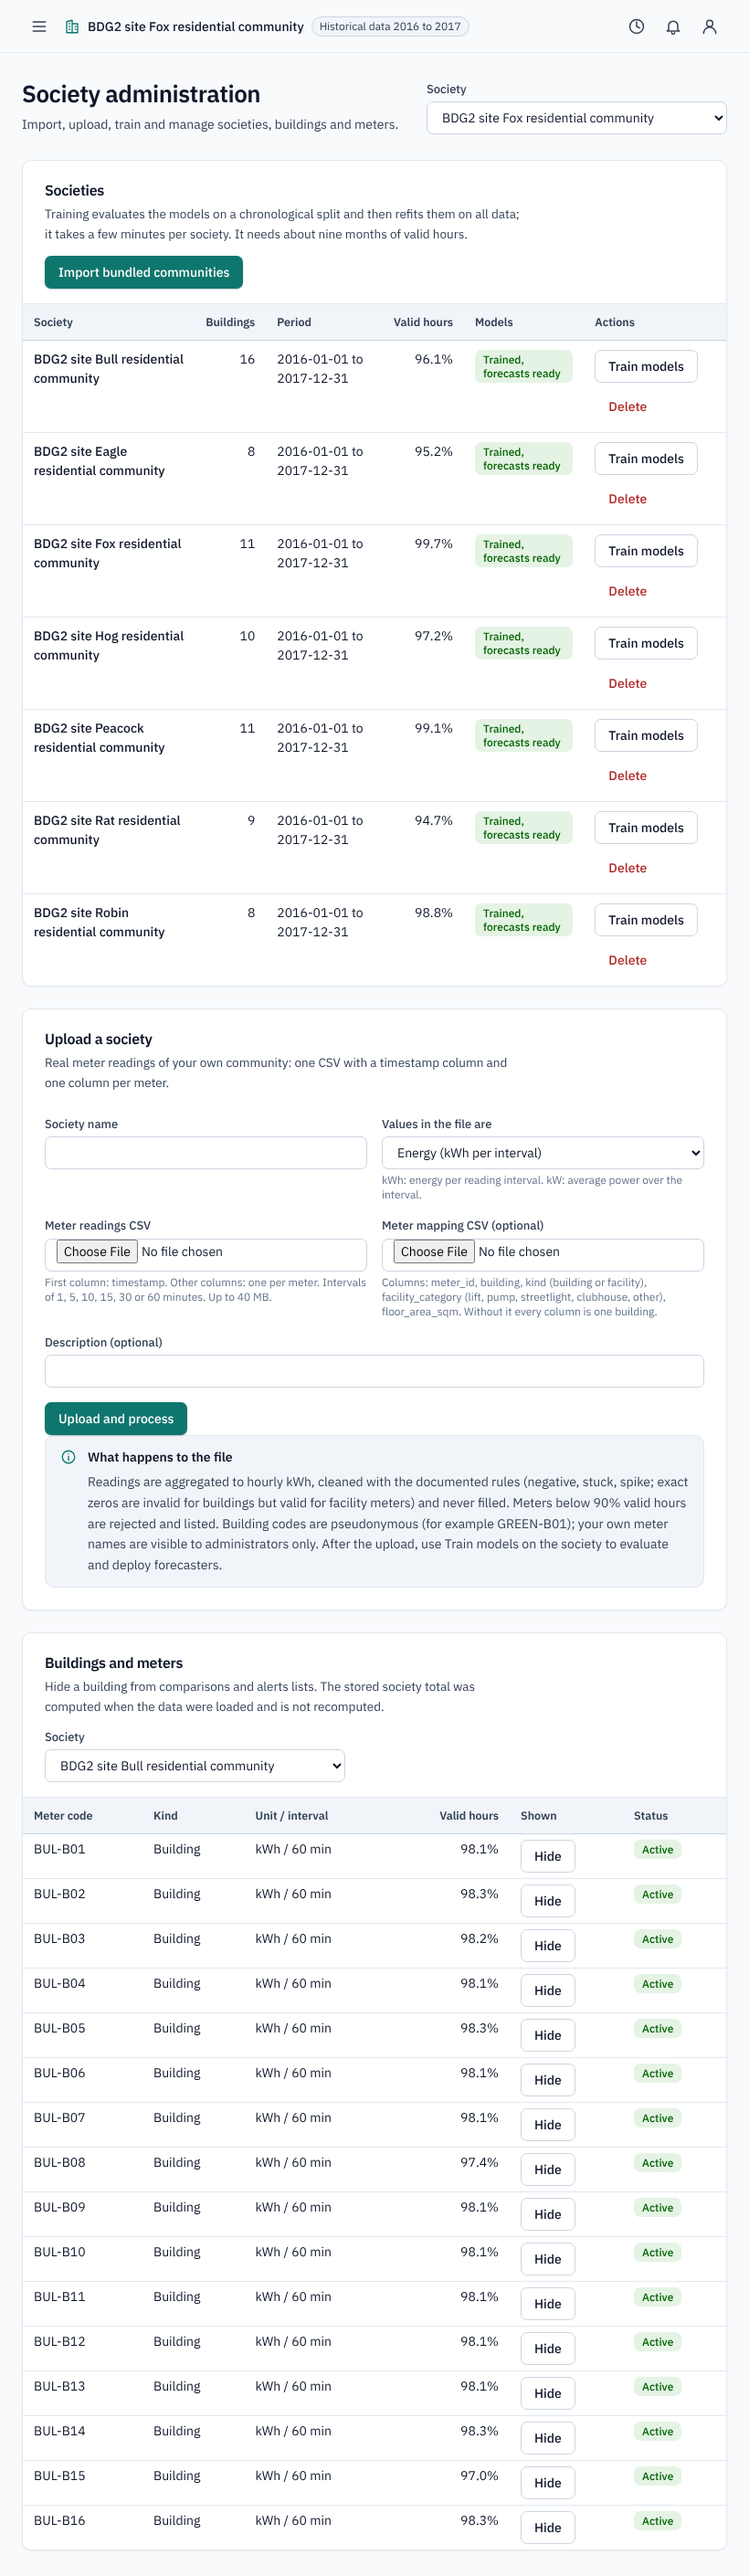 BDG2 site Fox residential community Historical data 2016 to 2017
Society administration
Import, upload, train and manage societies, buildings and meters.
Society
BDG2 site Fox residential community
Societies
Training evaluates the models on a chronological split and then refits them on all data;
it takes a few minutes per society. It needs about nine months of valid hours.
Import bundled communities
Society Buildings Period Valid hours Models Actions
BDG2 site Bull residential community 16 2016-01-01 to 2017-12-31 96.1% Trained, forecasts ready Train models
Delete
BDG2 site Eagle residential community 8 2016-01-01 to 2017-12-31 95.2% Trained, forecasts ready Train models
Delete
BDG2 site Fox residential community 11 2016-01-01 to 2017-12-31 99.7% Trained, forecasts ready Train models
Delete
BDG2 site Hog residential community 10 2016-01-01 to 2017-12-31 97.2% Trained, forecasts ready Train models
Delete
BDG2 site Peacock residential community 11 2016-01-01 to 2017-12-31 99.1% Trained, forecasts ready Train models
Delete
BDG2 site Rat residential community 9 2016-01-01 to 2017-12-31 94.7% Trained, forecasts ready Train models
Delete
BDG2 site Robin residential community 8 2016-01-01 to 2017-12-31 98.8% Trained, forecasts ready Train models
Delete
Upload a society
Real meter readings of your own community: one CSV with a timestamp column and
one column per meter.
Society name
Values in the file are
Energy (kWh per interval)
kWh: energy per reading interval. kW: average power over the
interval.
Meter readings CSV
Choose File No file chosen
First column: timestamp. Other columns: one per meter. Intervals
of 1, 5, 10, 15, 30 or 60 minutes. Up to 40 MB.
Meter mapping CSV (optional)
Choose File No file chosen
Columns: meter_id, building, kind (building or facility),
facility_category (lift, pump, streetlight, clubhouse, other),
floor_area_sqm. Without it every column is one building.
Description (optional)
Upload and process
What happens to the file
Readings are aggregated to hourly kWh, cleaned with the documented rules (negative, stuck, spike; exact
zeros are invalid for buildings but valid for facility meters) and never filled. Meters below 90% valid hours
are rejected and listed. Building codes are pseudonymous (for example GREEN-B01); your own meter
names are visible to administrators only. After the upload, use Train models on the society to evaluate
and deploy forecasters.
Buildings and meters
Hide a building from comparisons and alerts lists. The stored society total was
computed when the data were loaded and is not recomputed.
Society
BDG2 site Bull residential community
Meter code Kind Unit / interval Valid hours Shown Status
BUL-B01 Building kWh / 60 min 98.1% Hide Active
BUL-B02 Building kWh / 60 min 98.3% Hide Active
BUL-B03 Building kWh / 60 min 98.2% Hide Active
BUL-B04 Building kWh / 60 min 98.1% Hide Active
BUL-B05 Building kWh / 60 min 98.3% Hide Active
BUL-B06 Building kWh / 60 min 98.1% Hide Active
BUL-B07 Building kWh / 60 min 98.1% Hide Active
BUL-B08 Building kWh / 60 min 97.4% Hide Active
BUL-B09 Building kWh / 60 min 98.1% Hide Active
BUL-B10 Building kWh / 60 min 98.1% Hide Active
BUL-B11 Building kWh / 60 min 98.1% Hide Active
BUL-B12 Building kWh / 60 min 98.1% Hide Active
BUL-B13 Building kWh / 60 min 98.1% Hide Active
BUL-B14 Building kWh / 60 min 98.3% Hide Active
BUL-B15 Building kWh / 60 min 97.0% Hide Active
BUL-B16 Building kWh / 60 min 98.3% Hide Active